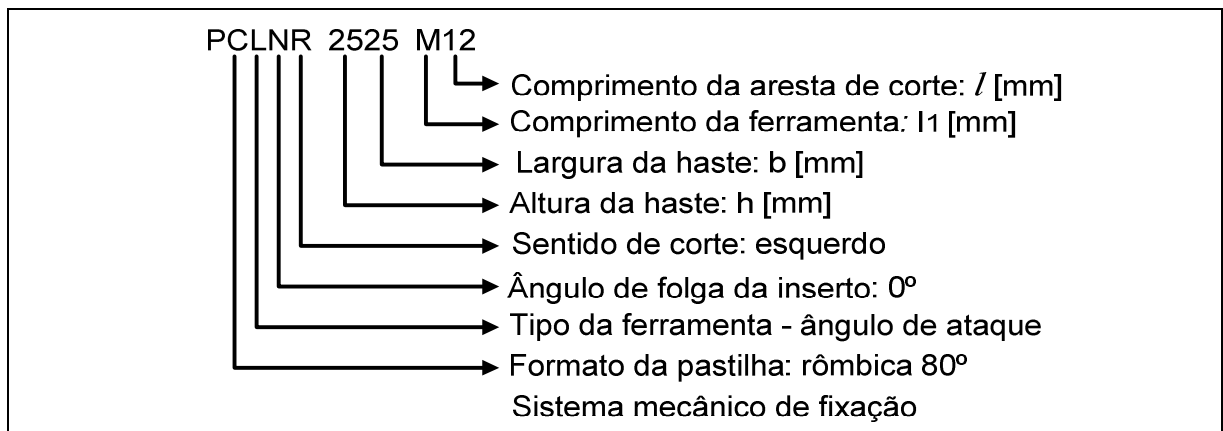 PCLNR 2525 M12
Comprimento da aresta de corte: l [mm]
Comprimento da ferramenta: l1 [mm]
Largura da haste: b [mm]
Altura da haste: h [mm]
Sentido de corte: esquerdo
Ângulo de folga da inserto: 0º
Tipo da ferramenta - ângulo de ataque
Formato da pastilha: rômbica 80º
Sistema mecânico de fixação